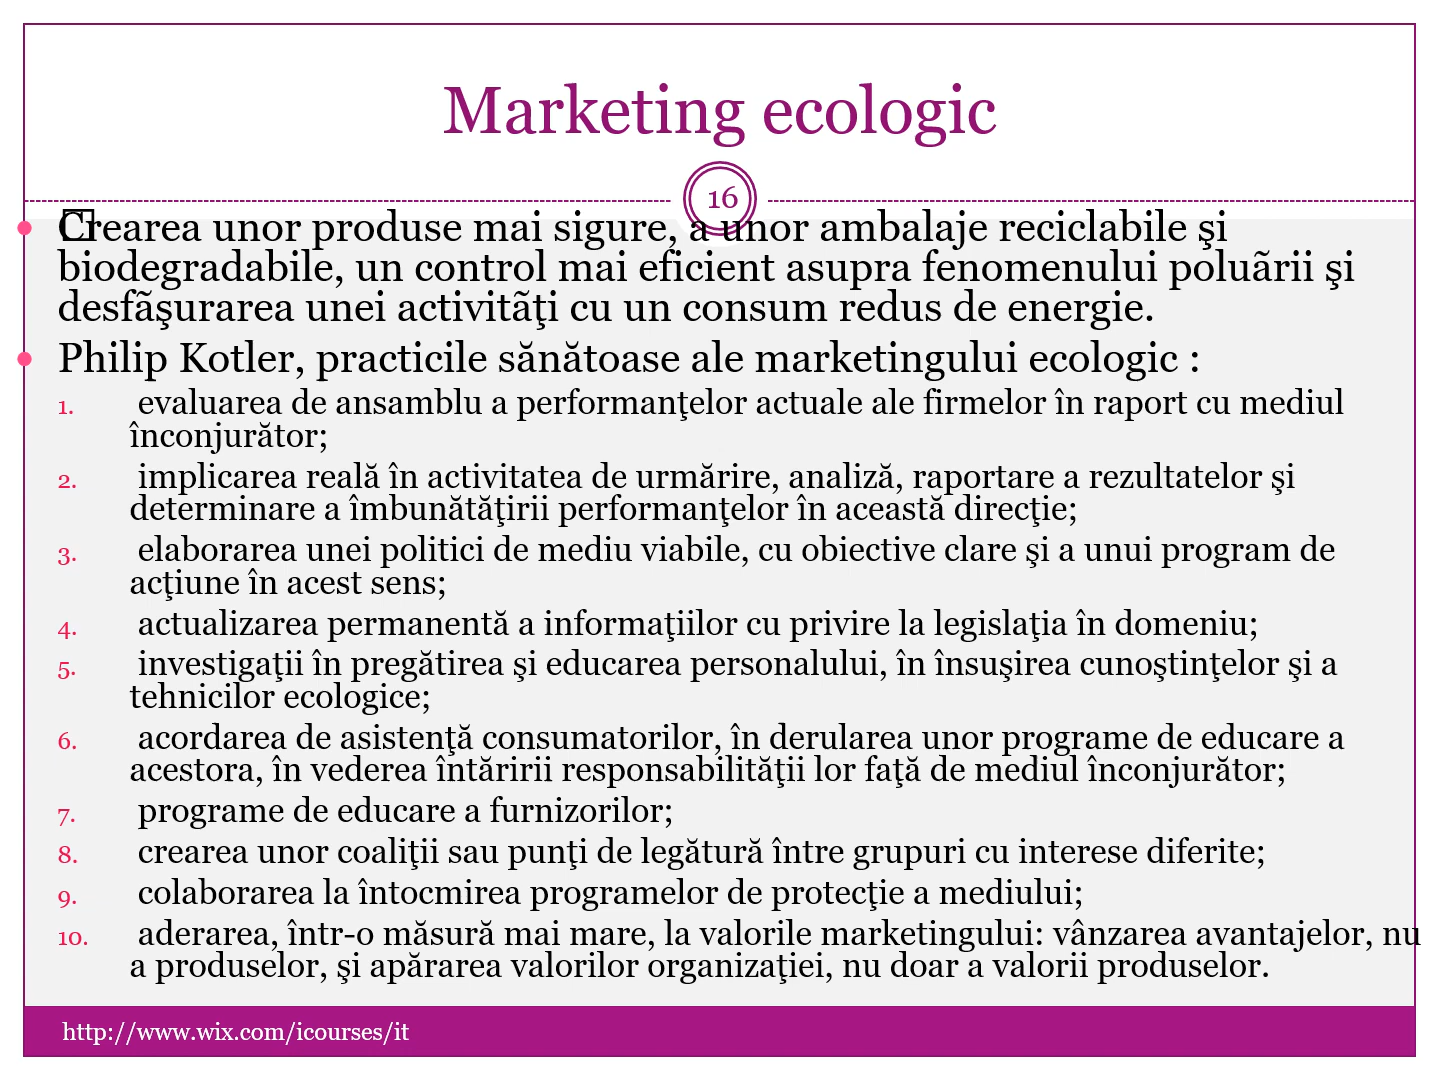 Marketing ecologic
16
Crearea unor produse mai sigure, a unor ambalaje reciclabile şi
biodegradabile, un control mai eficient asupra fenomenului poluãrii şi
desfãşurarea unei activitãţi cu un consum redus de energie.
Philip Kotler, practicile sănătoase ale marketingului ecologic :
1. evaluarea de ansamblu a performanţelor actuale ale firmelor în raport cu mediul
înconjurător;
2. implicarea reală în activitatea de urmărire, analiză, raportare a rezultatelor şi
determinare a îmbunătăţirii performanţelor în această direcţie;
3. elaborarea unei politici de mediu viabile, cu obiective clare şi a unui program de
acţiune în acest sens;
4. actualizarea permanentă a informaţiilor cu privire la legislaţia în domeniu;
5. investigaţii în pregătirea şi educarea personalului, în însuşirea cunoştinţelor şi a
tehnicilor ecologice;
6. acordarea de asistenţă consumatorilor, în derularea unor programe de educare a
acestora, în vederea întăririi responsabilităţii lor faţă de mediul înconjurător;
7. programe de educare a furnizorilor;
8. crearea unor coaliţii sau punţi de legătură între grupuri cu interese diferite;
9. colaborarea la întocmirea programelor de protecţie a mediului;
10. aderarea, într-o măsură mai mare, la valorile marketingului: vânzarea avantajelor, nu
a produselor, şi apărarea valorilor organizaţiei, nu doar a valorii produselor.
http://www.wix.com/icourses/it